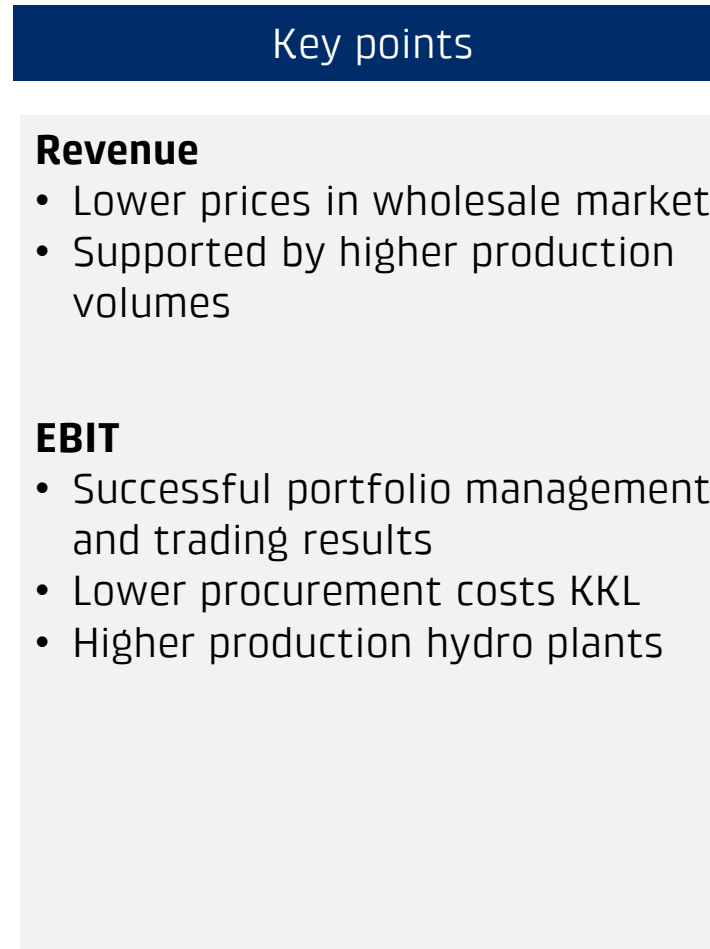 Key points
Revenue
• Lower prices in wholesale market
• Supported by higher production
volumes
EBIT
• Successful portfolio management
and trading results
• Lower procurement costs KKL
• Higher production hydro plants